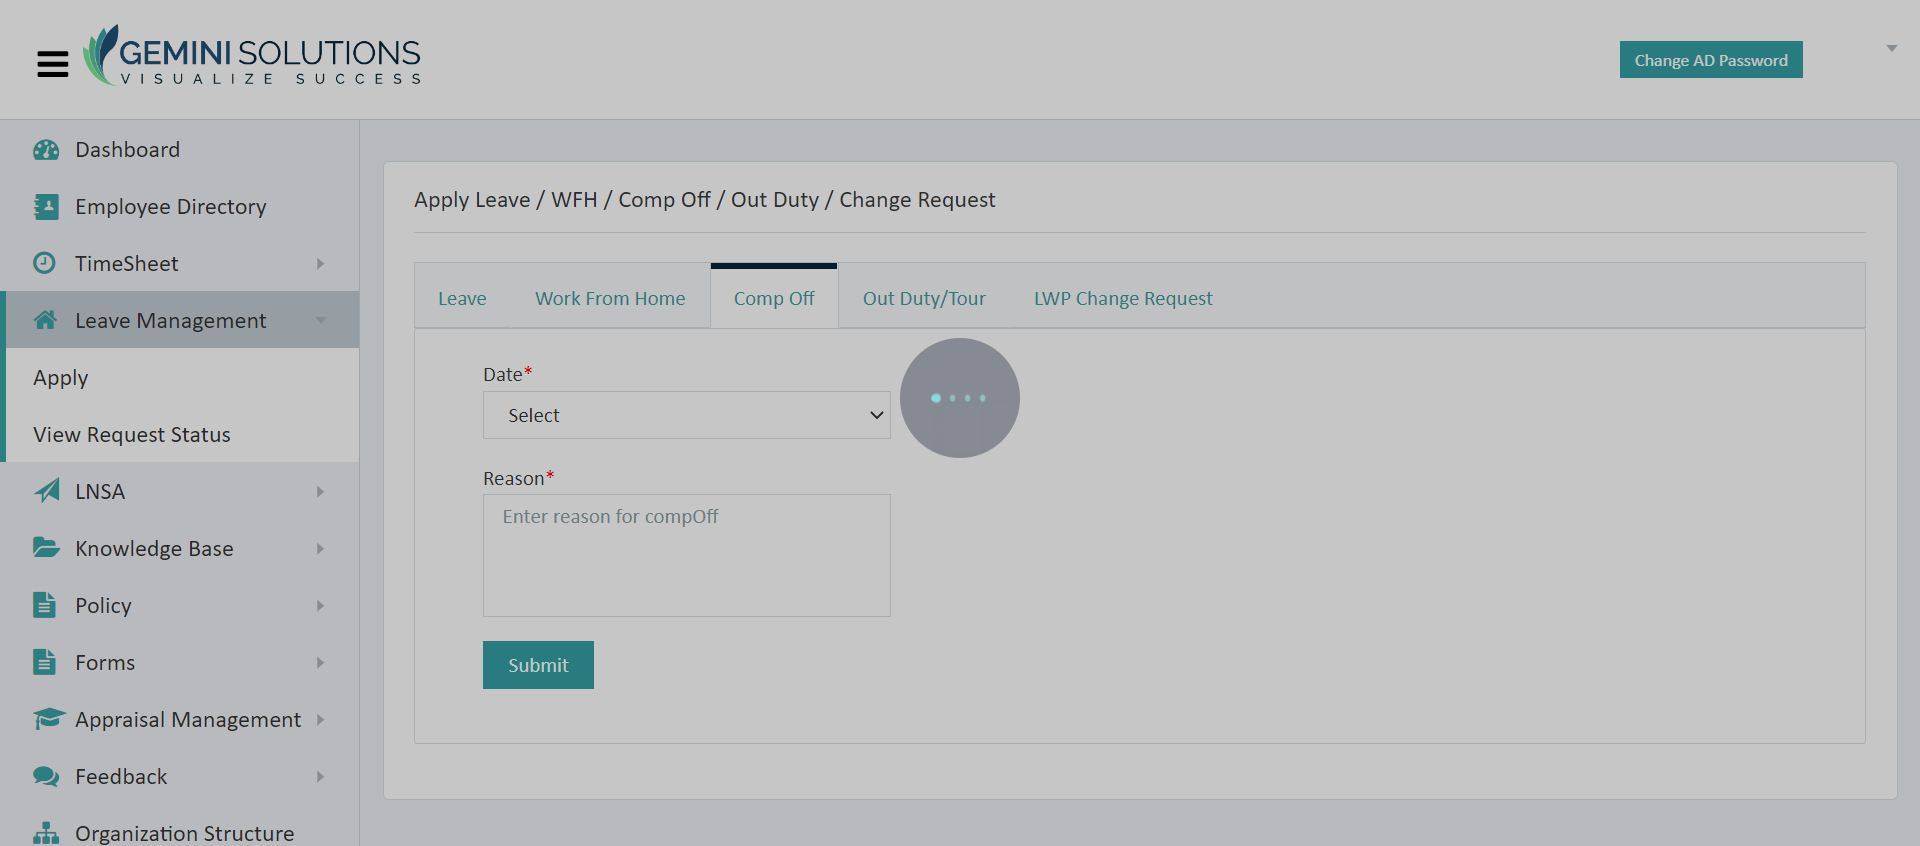 GEMINI SOLUTIONS
VISUALIZE SUCCESS
Change AD Password
Dashboard
Employee Directory
TimeSheet
Leave Management
Apply
View Request Status
LNSA
Knowledge Base
Policy
Forms
Appraisal Management
Feedback
Organization Structure
Apply Leave / WFH / Comp Off / Out Duty / Change Request
Leave Work From Home Comp Off Out Duty/Tour LWP Change Request
Date*
Select
Reason*
Enter reason for compOff
Submit